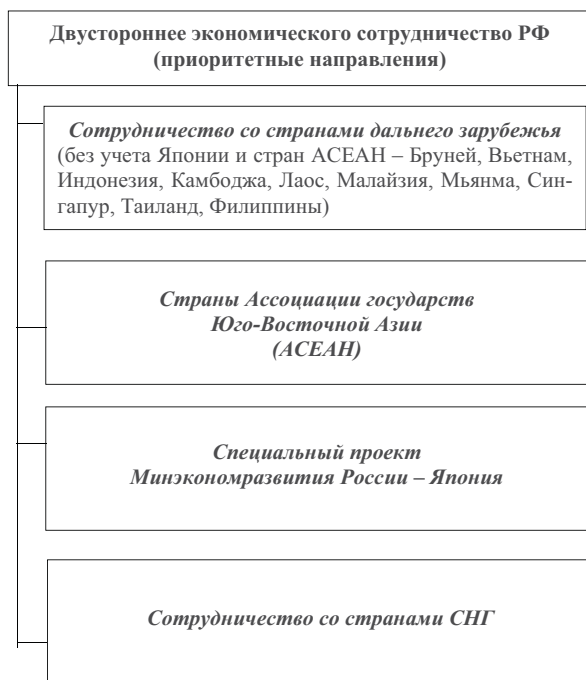 Двустороннее экономического сотрудничество РФ
(приоритетные направления)
Сотрудничество со странами дальнего зарубежья
(без учета Японии и стран АСЕАН – Бруней, Вьетнам,
Индонезия, Камбоджа, Лаос, Малайзия, Мьянма, Син-
гапур, Таиланд, Филиппины)
Страны Ассоциации государств
Юго-Восточной Азии
(АСЕАН)
Специальный проект
Минэкономразвития России – Япония
Сотрудничество со странами СНГ